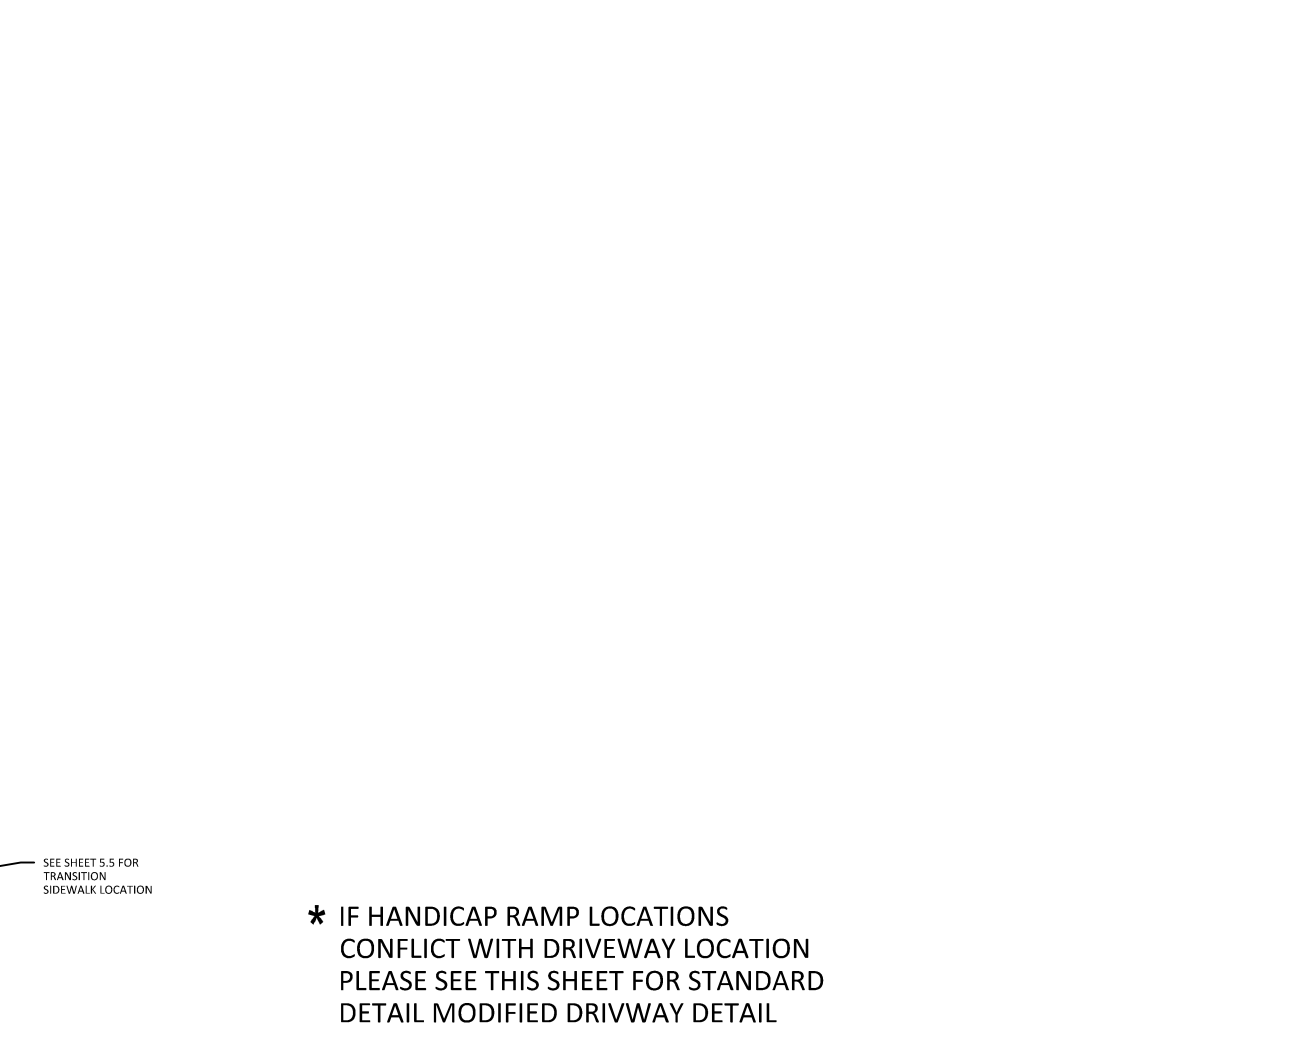 SEE SHEET 5.5 FOR
TRANSITION
SIDEWALK LOCATION
* IF HANDICAP RAMP LOCATIONS
CONFLICT WITH DRIVEWAY LOCATION
PLEASE SEE THIS SHEET FOR STANDARD
DETAIL MODIFIED DRIVWAY DETAIL